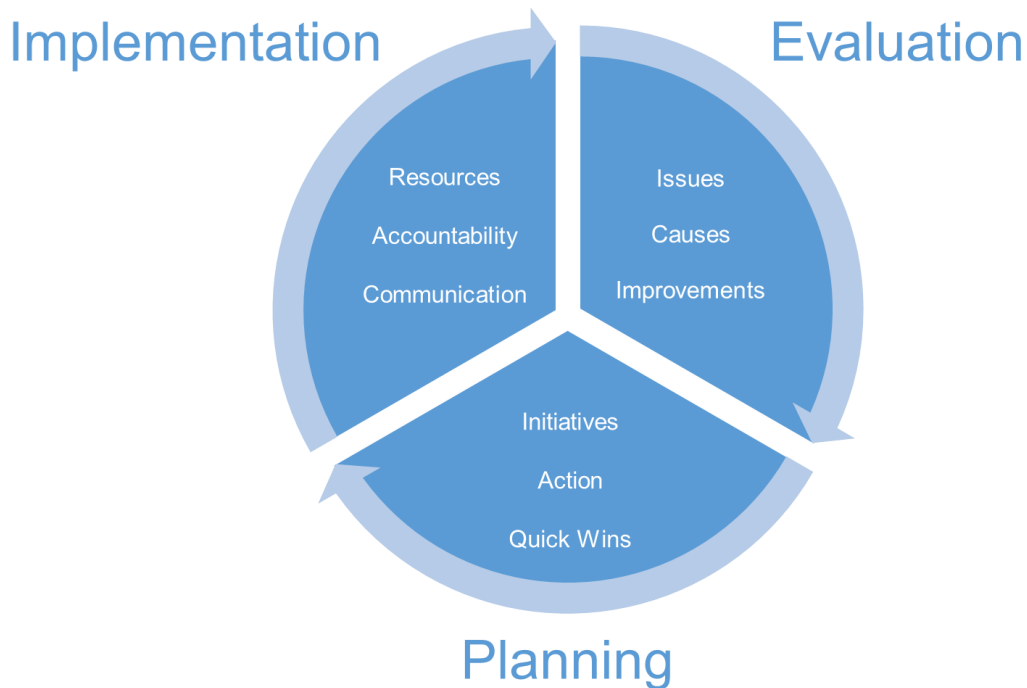 Implementation
Evaluation
Resources
Accountability
Communication
Issues
Causes
Improvements
Initiatives
Action
Quick Wins
Planning